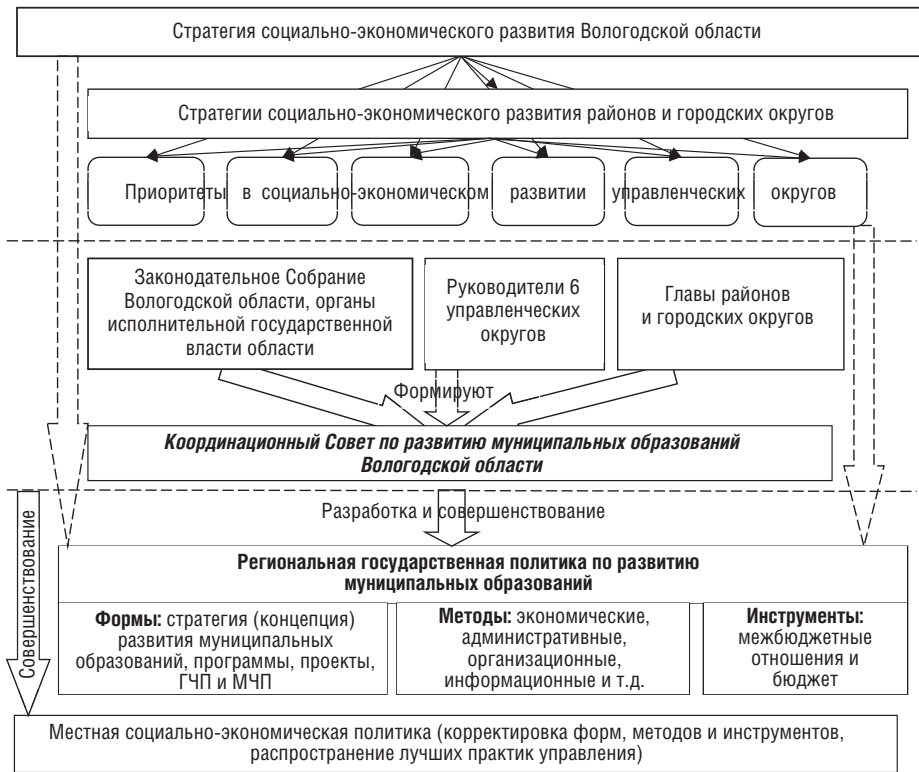 Стратегия социально-экономического развития Вологодской области
Стратегии социально-экономического развития районов и городских округов
Приоритеты в социально-экономическом развитии управленческих округов
Законодательное Собрание
Вологодской области, органы
исполнительной государственной
власти области
Руководители 6
управленческих
округов
Главы районов
и городских округов
Формируют
Координационный Совет по развитию муниципальных образований
Вологодской области
Совершенствование
Разработка и совершенствование
Региональная государственная политика по развитию
муниципальных образований
Формы: стратегия (концепция)
развития муниципальных
образований, программы, проекты,
ГЧП и МЧП
Методы: экономические,
административные,
организационные,
информационные и т.д.
Инструменты:
межбюджетные
отношения и
бюджет
Местная социально-экономическая политика (корректировка форм, методов и инструментов,
распространение лучших практик управления)